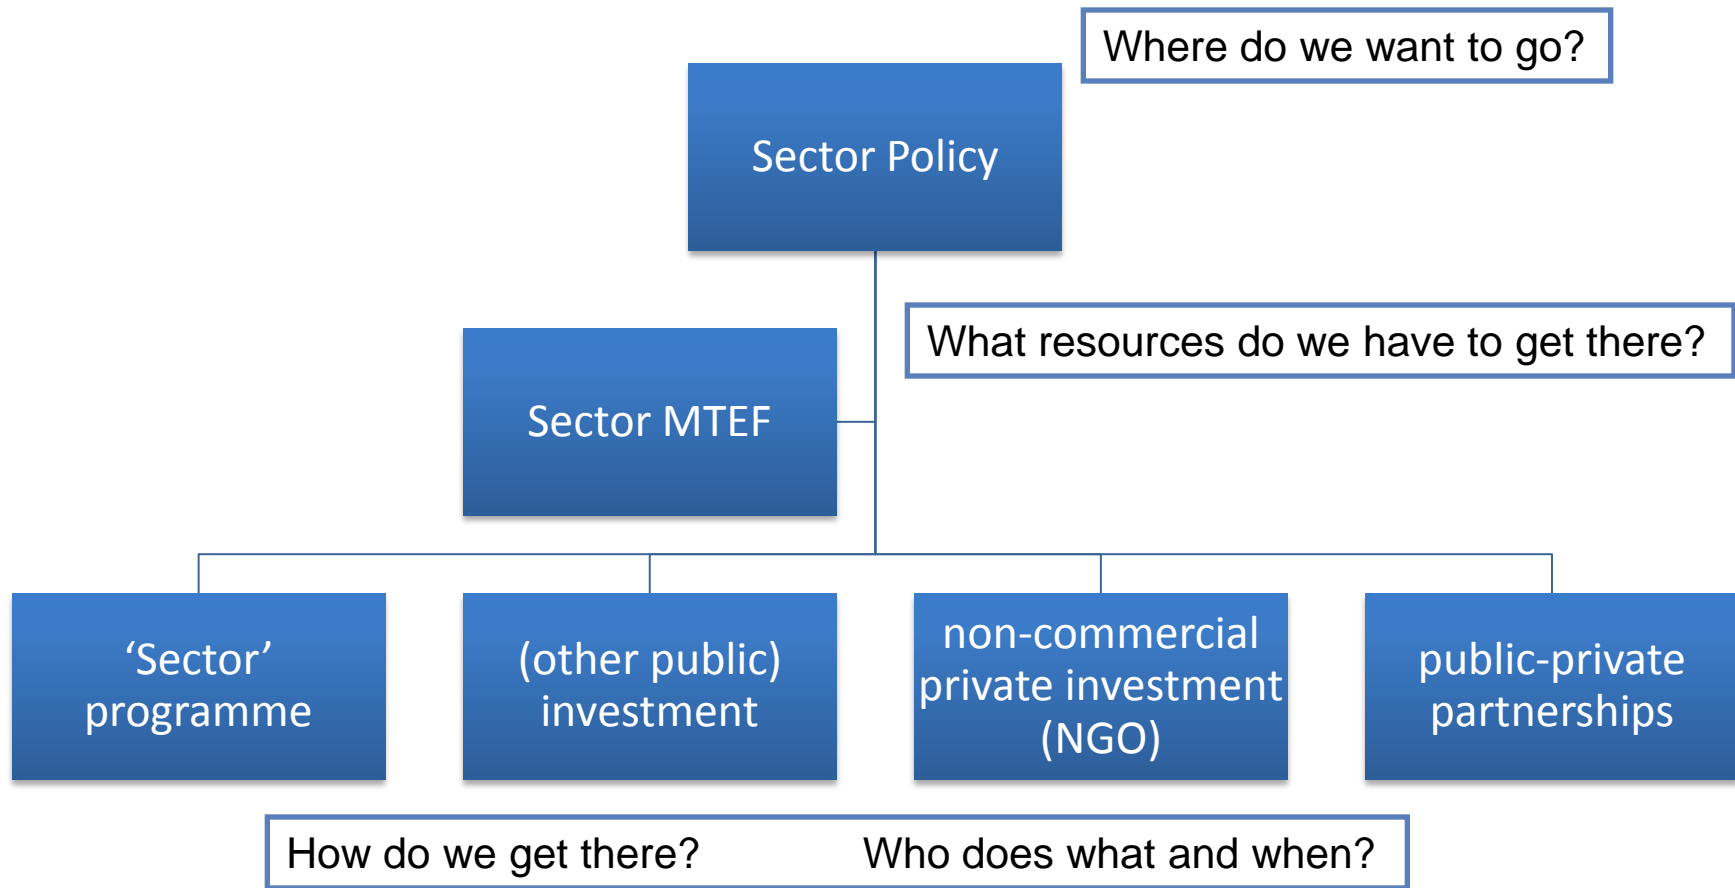 Where do we want to go?
Sector Policy
What resources do we have to get there?
Sector MTEF
‘Sector’
programme
(other public)
investment
non-commercial
private investment
(NGO)
public-private
partnerships
How do we get there? Who does what and when?